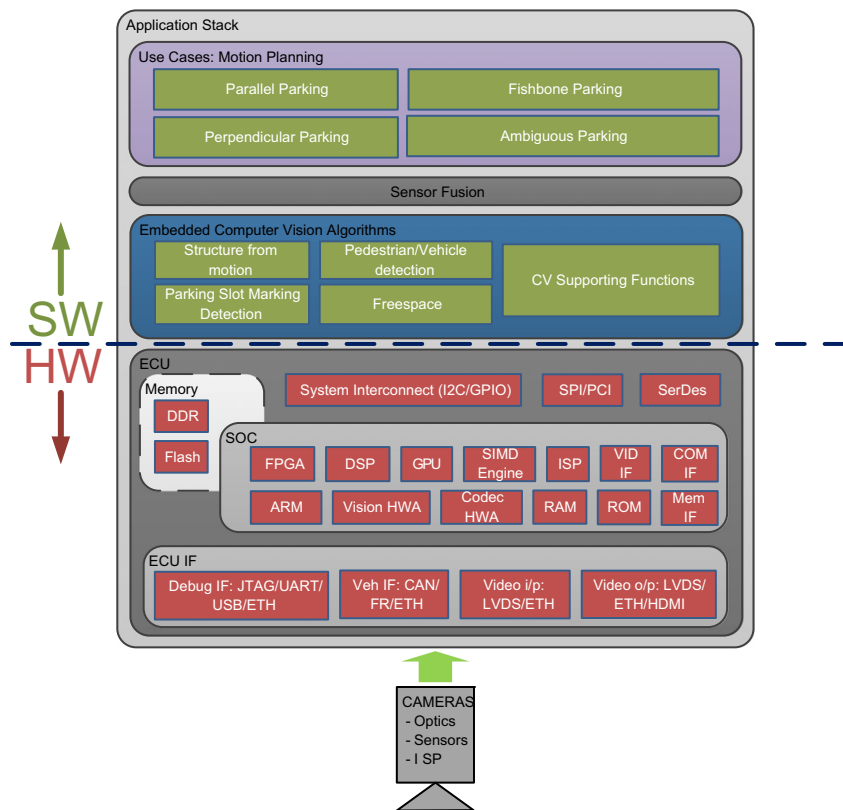 Application Stack
Use Cases: Motion Planning
Parallel Parking
Fishbone Parking
Perpendicular Parking
Ambiguous Parking
Sensor Fusion
Embedded Computer Vision Algorithms
Structure from
motion
Pedestrian/Vehicle
detection
CV Supporting Functions
Parking Slot Marking
Detection
Freespace
SW
HW
ECU
Memory
DDR
Flash
System Interconnect (I2C/GPIO)
SPI/PCI
SerDes
SOC
FPGA
DSP
GPU
SIMD
Engine
ISP
VID
IF
COM
IF
ARM
Vision HWA
Codec
HWA
RAM
ROM
Mem
IF
ECU IF
Debug IF: JTAG/UART/
USB/ETH
Veh IF: CAN/
FR/ETH
Video i/p:
LVDS/ETH
Video o/p: LVDS/
ETH/HDMI
CAMERAS
- Optics
- Sensors
- I SP